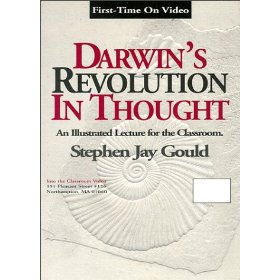 First-Time On Video
DARWIN'S
REVOLUTION
IN THOUGHT
An Illustrated Lecture for the Classroom.
Stephen Jay Gould
Into the Classroom Video
Northampton, MA 01060